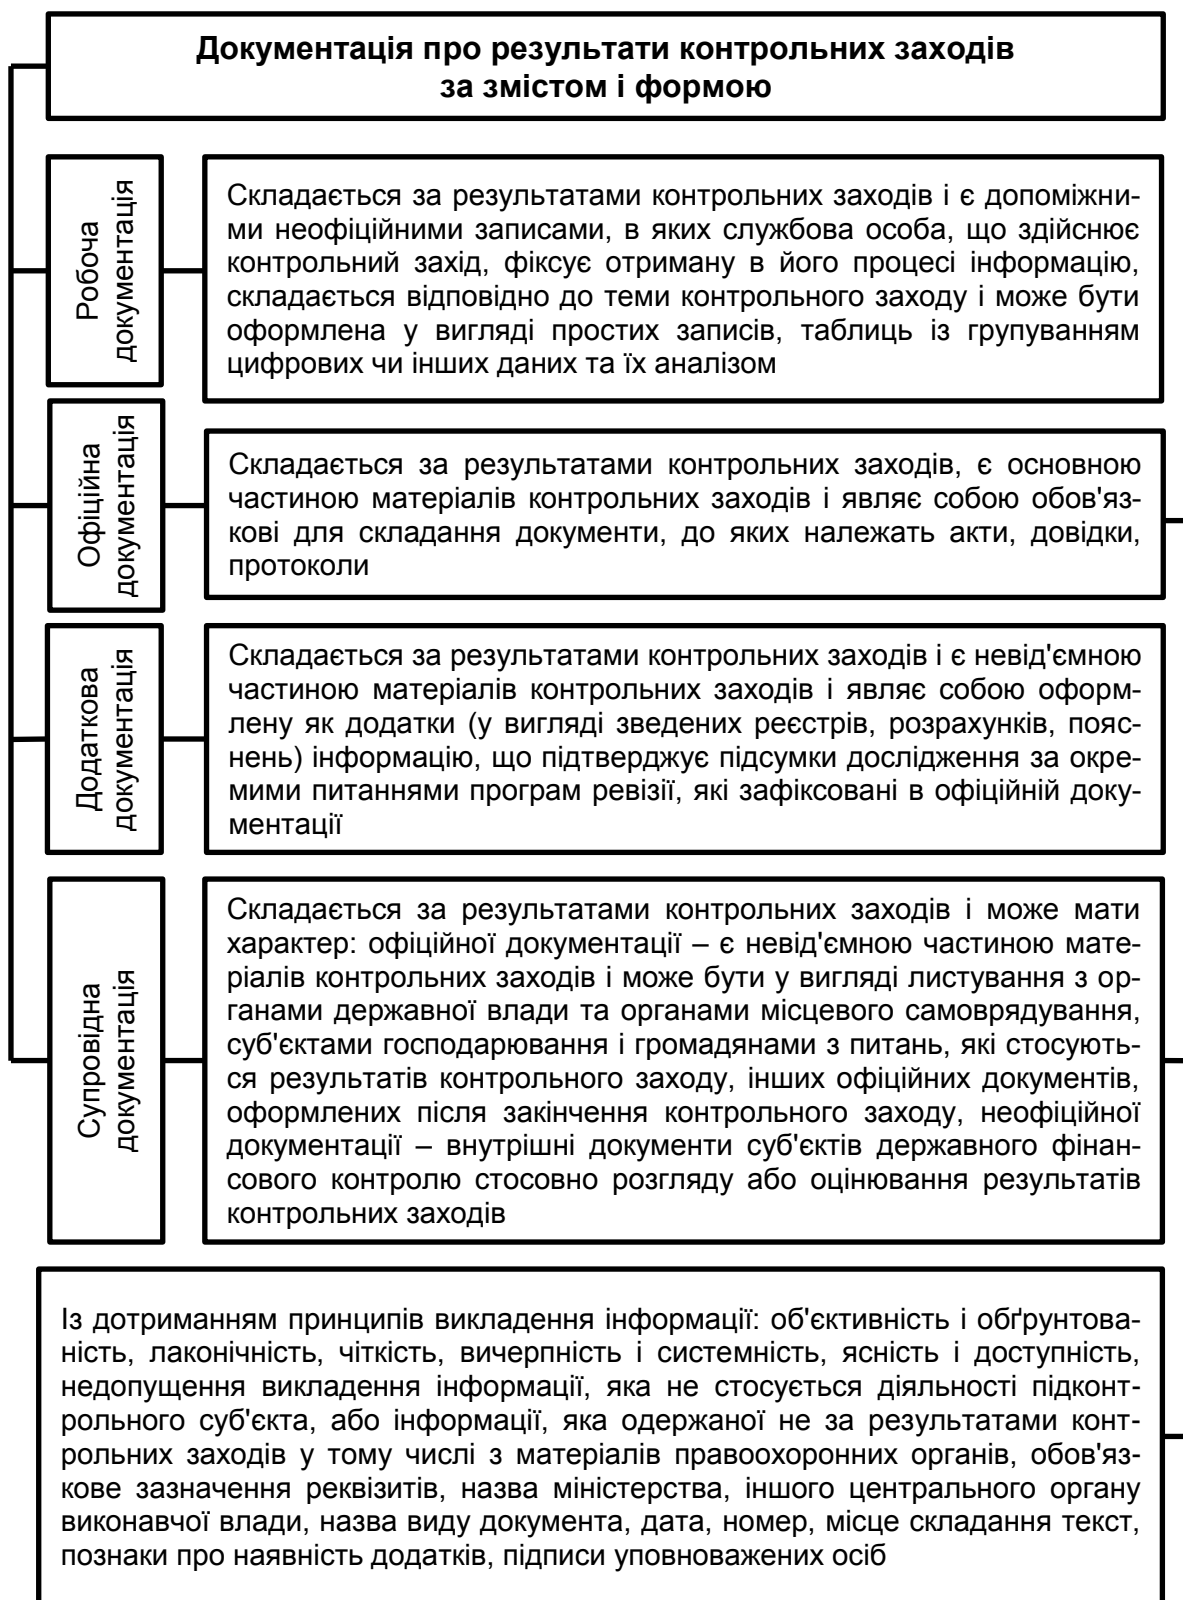 Документація про результати контрольних заходів
за змістом і формою
Робоча
документація
Складається за результатами контрольних заходів і є допоміжни-
ми неофіційними записами, в яких службова особа, що здійснює
контрольний захід, фіксує отриману в його процесі інформацію,
складається відповідно до теми контрольного заходу і може бути
оформлена у вигляді простих записів, таблиць із групуванням
цифрових чи інших даних та їх аналізом
Офіційна
документація
Складається за результатами контрольних заходів, є основною
частиною матеріалів контрольних заходів і являє собою обов'яз-
кові для складання документи, до яких належать акти, довідки,
протоколи
Додаткова
документація
Складається за результатами контрольних заходів і є невід'ємною
частиною матеріалів контрольних заходів і являє собою оформ-
лену як додатки (у вигляді зведених реєстрів, розрахунків, пояс-
нень) інформацію, що підтверджує підсумки дослідження за окре-
мими питаннями програм ревізії, які зафіксовані в офіційній доку-
ментації
Супровідна
документація
Складається за результатами контрольних заходів і може мати
характер: офіційної документації – є невід'ємною частиною мате-
ріалів контрольних заходів і може бути у вигляді листування з ор-
ганами державної влади та органами місцевого самоврядування,
суб'єктами господарювання і громадянами з питань, які стосують-
ся результатів контрольного заходу, інших офіційних документів,
оформлених після закінчення контрольного заходу, неофіційної
документації – внутрішні документи суб'єктів державного фінан-
сового контролю стосовно розгляду або оцінювання результатів
контрольних заходів
Із дотриманням принципів викладення інформації: об'єктивність і обґрунтова-
ність, лаконічність, чіткість, вичерпність і системність, ясність і доступність,
недопущення викладення інформації, яка не стосується діяльності підконт-
рольного суб'єкта, або інформації, яка одержаної не за результатами конт-
рольних заходів у тому числі з матеріалів правоохоронних органів, обов'яз-
кове зазначення реквізитів, назва міністерства, іншого центрального органу
виконавчої влади, назва виду документа, дата, номер, місце складання текст,
познаки про наявність додатків, підписи уповноважених осіб